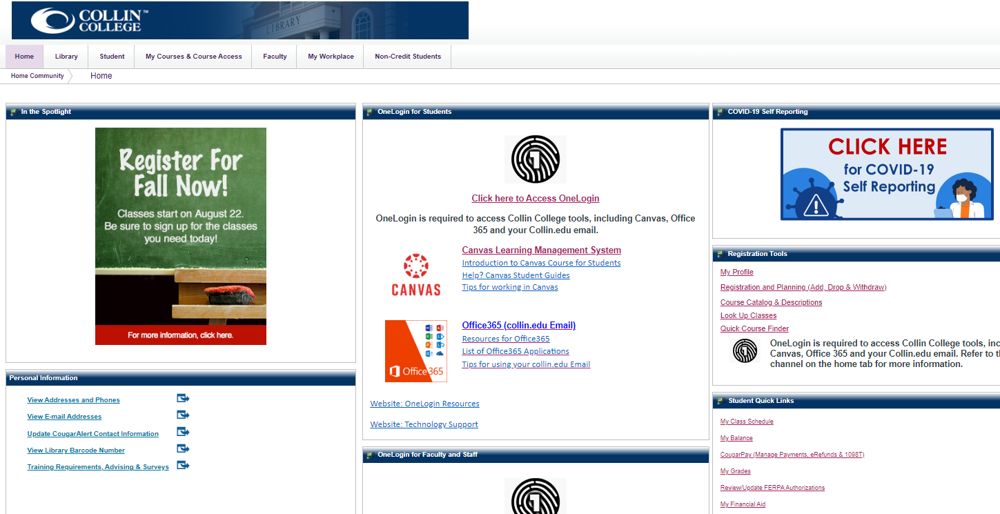 COLLIN™
COLLEGE
LIBRARY
Home
Library
Student
My Courses & Course Access
Faculty
My Workplace
Non-Credit Students
Home Community
Home
In the Spotlight
Register For
Fall Now!
Classes start on August 22.
Be sure to sign up for the classes
you need today!
For more information, click here.
Personal Information
View Addresses and Phones
View E-mail Addresses
Update CougarAlert Contact Information
View Library Barcode Number
Training Requirements, Advising & Surveys
OneLogin for Students
1
Click here to Access OneLogin
OneLogin is required to access Collin College tools, including Canvas, Office
365 and your Collin.edu email.
CANVAS
Canvas Learning Management System
Introduction to Canvas Course for Students
Help? Canvas Student Guides
Tips for working in Canvas
Office 365
Office365 (collin.edu Email)
Resources for Office365
List of Office365 Applications
Tips for using your collin.edu Email
Website: OneLogin Resources
Website: Technology Support
OneLogin for Faculty and Staff
1
COVID-19 Self Reporting
CLICK HERE
for COVID-19
Self Reporting
Registration Tools
My Profile
Registration and Planning (Add, Drop & Withdraw)
Course Catalog & Descriptions
Look Up Classes
Quick Course Finder
1
OneLogin is required to access Collin College tools, inc
Canvas, Office 365 and your Collin.edu email. Refer to t
channel on the home tab for more information.
Student Quick Links
My Class Schedule
My Balance
CougarPay (Manage Payments, eRefunds & 1098T)
My Grades
Review/Update FERPA Authorizations
My Financial Aid